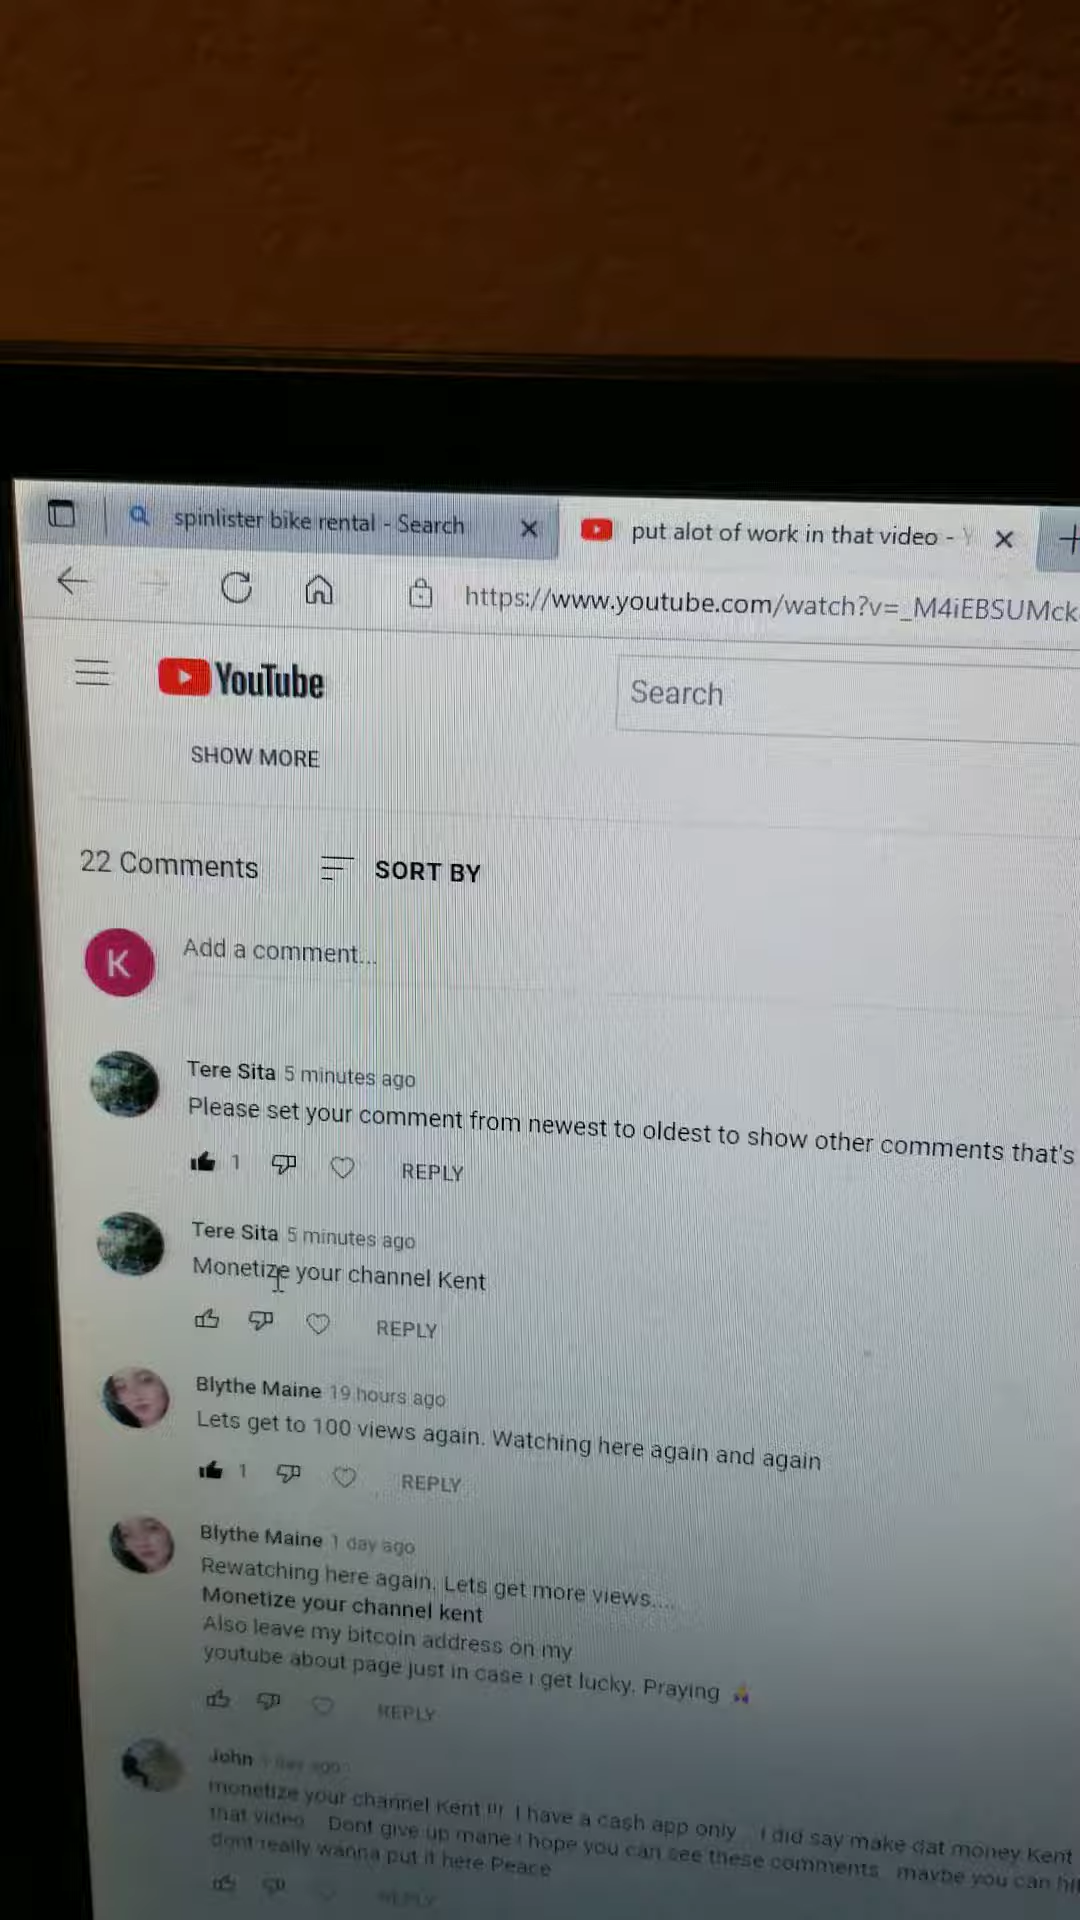 spinlister bike rental - Search
put alot of work in that video - Y
https://www.youtube.com/watch?v=_M4iEBSUMck
YouTube
Search
SHOW MORE
22 Comments
SORT BY
K
Add a comment...
Tere Sita 5 minutes ago
Please set your comment from newest to oldest to show other comments that's
1
REPLY
Tere Sita 5 minutes ago
Monetize your channel Kent
REPLY
Blythe Maine 19 hours ago
Lets get to 100 views again. Watching here again and again
1
REPLY
Blythe Maine 1 day ago
Rewatching here again. Lets get more views....
Monetize your channel kent
Also leave my bitcoin address on my
youtube about page just in case i get lucky. Praying 🙏
REPLY
John 1 day ago
monetize your channel Kent !!! I have a cash app only i did say make dat money Kent
that video Dont give up mane I hope you can see these comments maybe you can hit
dont really wanna put it here Peace
REPLY